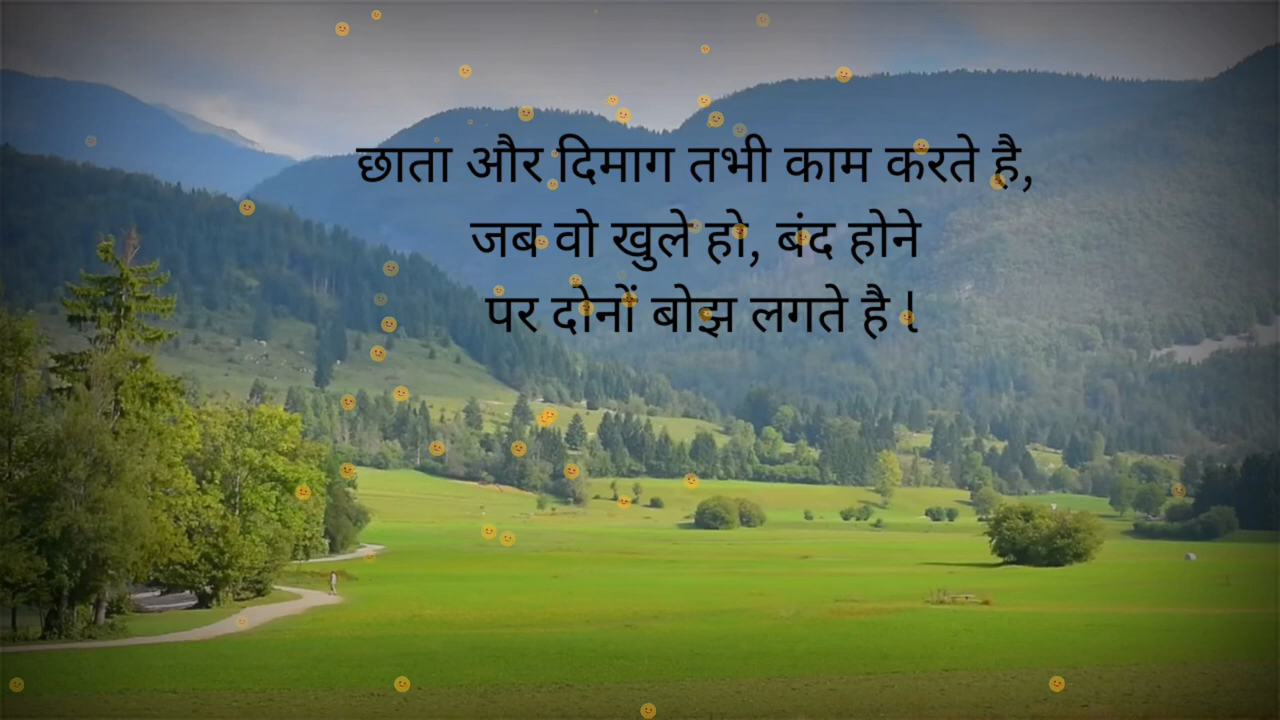 छाता और दिमाग तभी काम करते है,
जब वो खुले हो, बंद होने
पर दोनों बोझ लगते है l